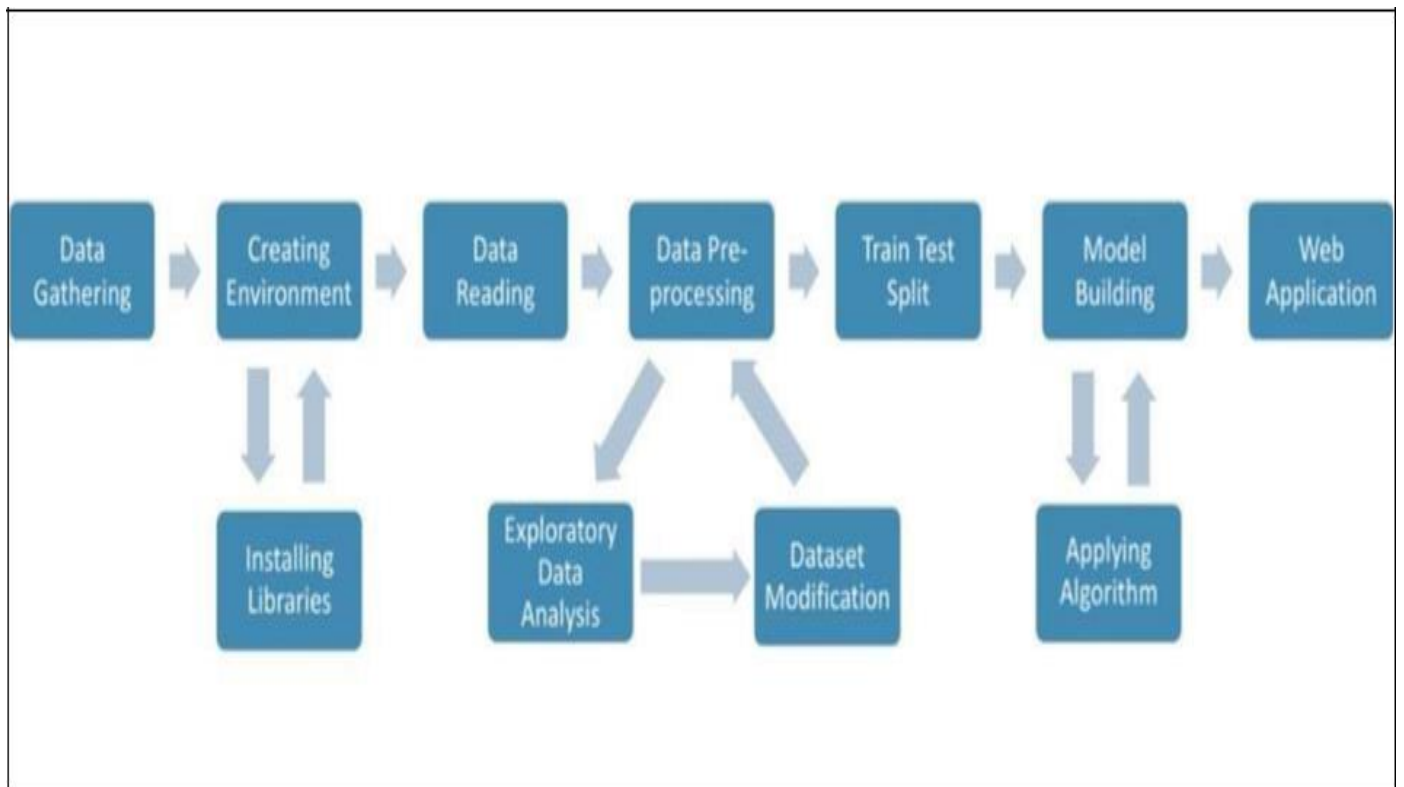 Data
Gathering
Creating
Environment
Data
Reading
Data Pre-
processing
Train Test
Split
Model
Building
Web
Application
Installing
Libraries
Exploratory
Data
Analysis
Dataset
Modification
Applying
Algorithm